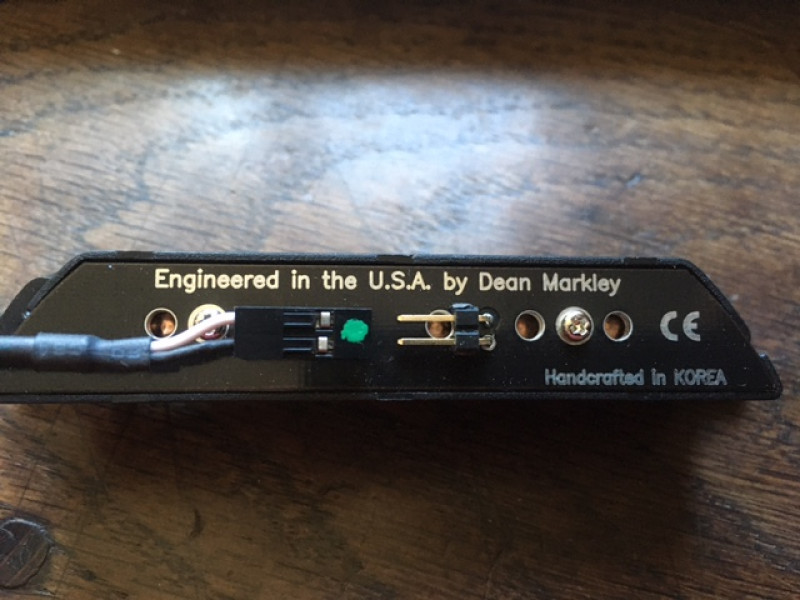 Engineered in the U.S.A. by Dean Markley
CE
Handcrafted in KOREA